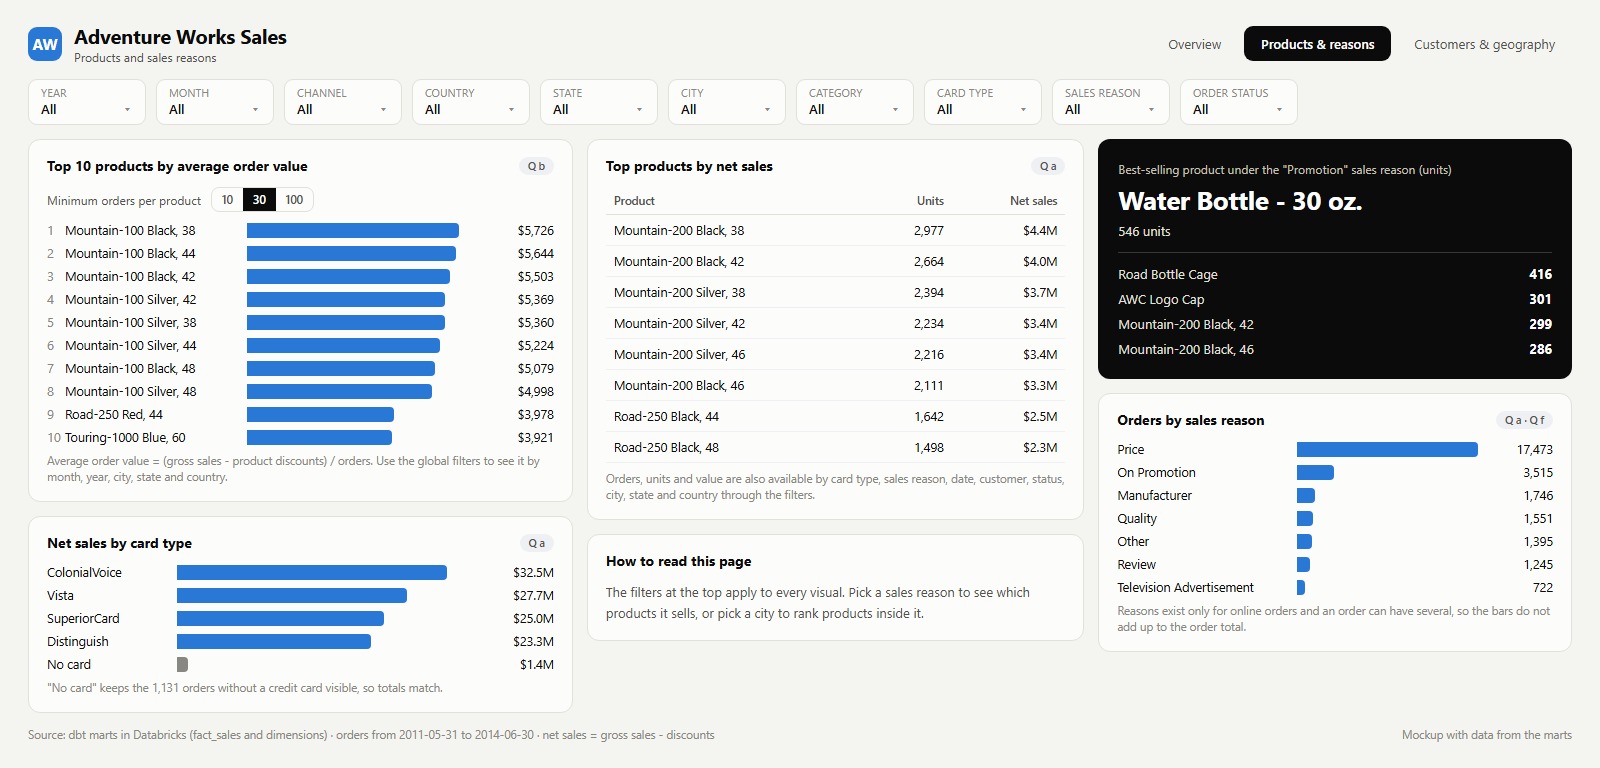 AW
Adventure Works Sales
Products and sales reasons
Overview
Products & reasons
Customers & geography
YEAR
All
MONTH
All
CHANNEL
All
COUNTRY
All
STATE
All
CITY
All
CATEGORY
All
CARD TYPE
All
SALES REASON
All
ORDER STATUS
All
Top 10 products by average order value
Q b
Minimum orders per product 10 30 100
1 Mountain-100 Black, 38 $5,726
2 Mountain-100 Black, 44 $5,644
3 Mountain-100 Black, 42 $5,503
4 Mountain-100 Silver, 42 $5,369
5 Mountain-100 Silver, 38 $5,360
6 Mountain-100 Silver, 44 $5,224
7 Mountain-100 Black, 48 $5,079
8 Mountain-100 Silver, 48 $4,998
9 Road-250 Red, 44 $3,978
10 Touring-1000 Blue, 60 $3,921
Average order value = (gross sales - product discounts) / orders. Use the global filters to see it by
month, year, city, state and country.
Net sales by card type
Q a
ColonialVoice $32.5M
Vista $27.7M
SuperiorCard $25.0M
Distinguish $23.3M
No card $1.4M
"No card" keeps the 1,131 orders without a credit card visible, so totals match.
Top products by net sales
Q a
Product Units Net sales
Mountain-200 Black, 38 2,977 $4.4M
Mountain-200 Black, 42 2,664 $4.0M
Mountain-200 Silver, 38 2,394 $3.7M
Mountain-200 Silver, 42 2,234 $3.4M
Mountain-200 Silver, 46 2,216 $3.4M
Mountain-200 Black, 46 2,111 $3.3M
Road-250 Black, 44 1,642 $2.5M
Road-250 Black, 48 1,498 $2.3M
Orders, units and value are also available by card type, sales reason, date, customer, status,
city, state and country through the filters.
How to read this page
The filters at the top apply to every visual. Pick a sales reason to see which
products it sells, or pick a city to rank products inside it.
Best-selling product under the "Promotion" sales reason (units)
Water Bottle - 30 oz.
546 units
Road Bottle Cage 416
AWC Logo Cap 301
Mountain-200 Black, 42 299
Mountain-200 Black, 46 286
Orders by sales reason
Q a · Q f
Price 17,473
On Promotion 3,515
Manufacturer 1,746
Quality 1,551
Other 1,395
Review 1,245
Television Advertisement 722
Reasons exist only for online orders and an order can have several, so the bars do not
add up to the order total.
Source: dbt marts in Databricks (fact_sales and dimensions) · orders from 2011-05-31 to 2014-06-30 · net sales = gross sales - discounts
Mockup with data from the marts